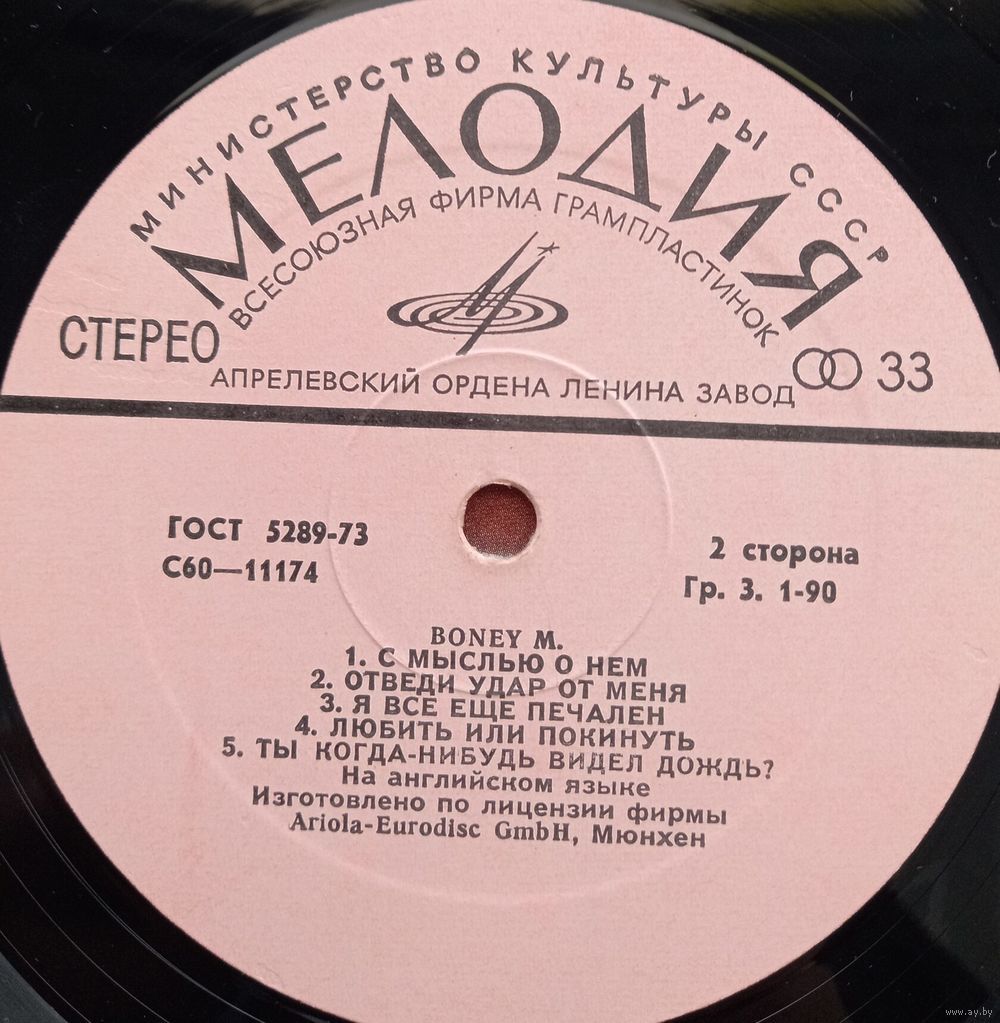 МИНИСТЕРСТВО КУЛЬТУРЫ СССР
МЕЛОДИЯ
ВСЕСОЮЗНАЯ ФИРМА ГРАМПЛАСТИНОК
СТЕРЕО
33
АПРЕЛЕВСКИЙ ОРДЕНА ЛЕНИНА ЗАВОД
ГОСТ 5289-73
С60—11174
2 сторона
Гр. 3. 1-90
BONEY M.
1. С МЫСЛЬЮ О НЕМ
2. ОТВЕДИ УДАР ОТ МЕНЯ
3. Я ВСЕ ЕЩЕ ПЕЧАЛЕН
4. ЛЮБИТЬ ИЛИ ПОКИНУТЬ
5. ТЫ КОГДА-НИБУДЬ ВИДЕЛ ДОЖДЬ?
На английском языке
Изготовлено по лицензии фирмы
Ariola-Eurodisc GmbH, Мюнхен
www.ay.by